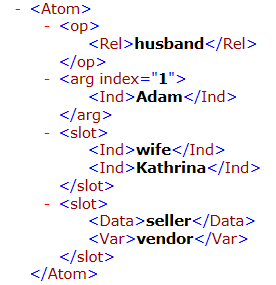 - <Atom>
- <op>
<Rel>husband</Rel>
</op>
- <arg index="1">
<Ind>Adam</Ind>
</arg>
- <slot>
<Ind>wife</Ind>
<Ind>Kathrina</Ind>
</slot>
- <slot>
<Data>seller</Data>
<Var>vendor</Var>
</slot>
</Atom>